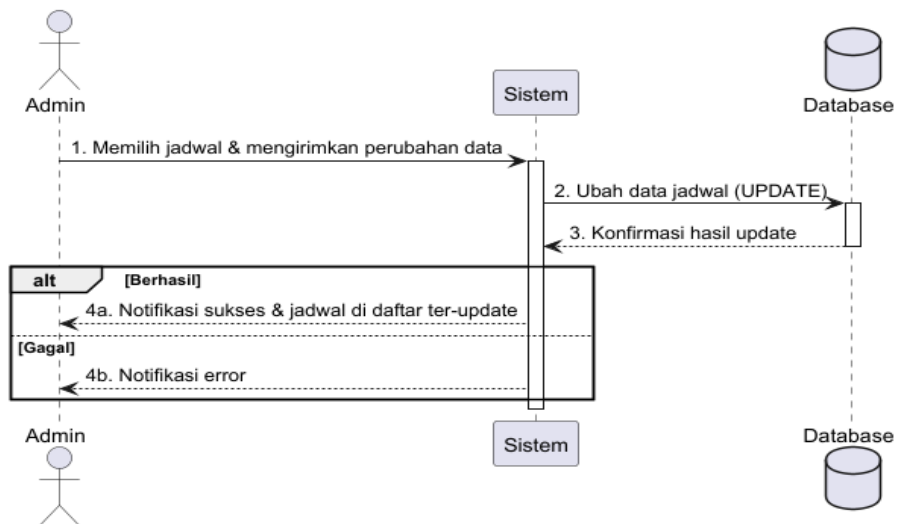 Admin
Sistem
Database
1. Memilih jadwal & mengirimkan perubahan data
2. Ubah data jadwal (UPDATE)
3. Konfirmasi hasil update
alt
[Berhasil]
4a. Notifikasi sukses & jadwal di daftar ter-update
[Gagal]
4b. Notifikasi error
Admin
Sistem
Database